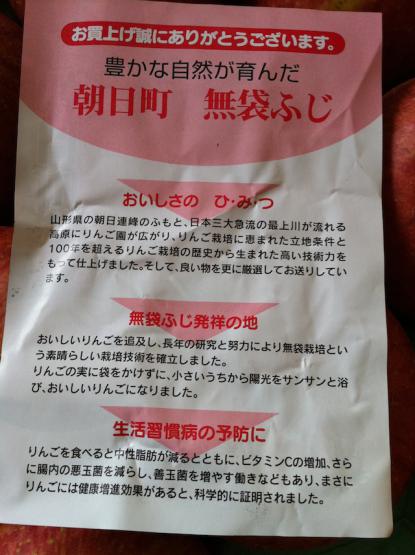 お買上げ誠にありがとうございます。
豊かな自然が育んだ
朝日町　無袋ふじ
おいしさの　ひ・み・つ
山形県の朝日連峰のふもと、日本三大急流の最上川が流れる
高原にりんご園が広がり、りんご栽培に恵まれた立地条件と
100年を超えるりんご栽培の歴史から生まれた高い技術力を
もって仕上げました。そして、良い物を更に厳選してお送りしてい
ます。
無袋ふじ発祥の地
おいしいりんごを追及し、長年の研究と努力により無袋栽培とい
う素晴らしい栽培技術を確立しました。
りんごの実に袋をかけずに、小さいうちから陽光をサンサンと浴
び、おいしいりんごになりました。
生活習慣病の予防に
りんごを食べると中性脂肪が減るとともに、ビタミンCの増加、さら
に腸内の悪玉菌を減らし、善玉菌を増やす働きなどもあり、まさに
りんごには健康増進効果があると、科学的に証明されました。